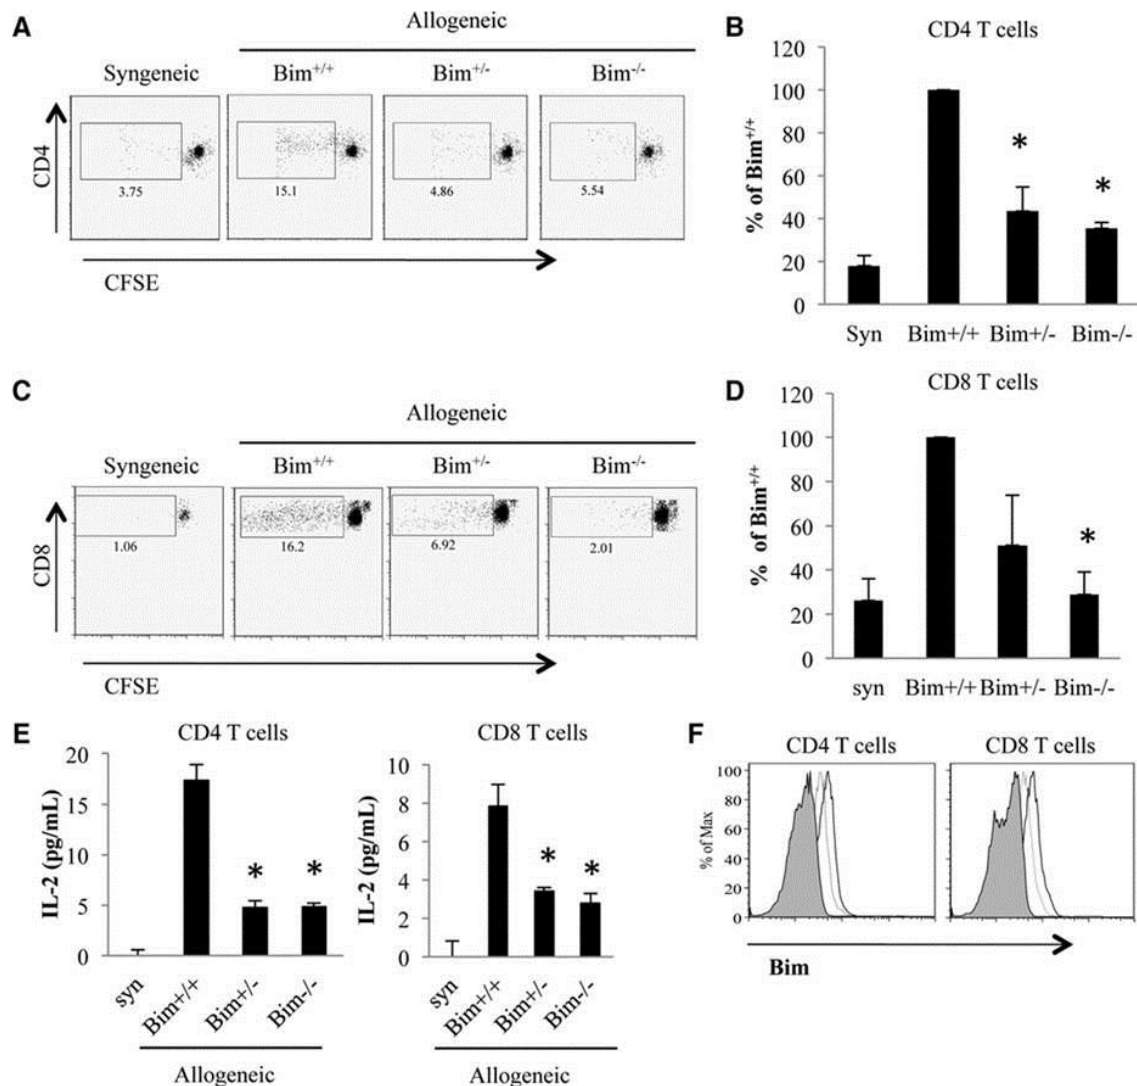 A
Allogeneic
Syngeneic Bim+/+ Bim+/- Bim-/-
CD4
3.75 15.1 4.86 5.54
CFSE
B
CD4 T cells
% of Bim+/+
120
100
80
60
40
20
0
* *
Syn Bim+/+ Bim+/- Bim-/-
C
Allogeneic
Syngeneic Bim+/+ Bim+/- Bim-/-
CD8
1.06 16.2 6.92 2.01
CFSE
D
CD8 T cells
% of Bim+/+
120
100
80
60
40
20
0
*
syn Bim+/+ Bim+/- Bim-/-
E
CD4 T cells
IL-2 (pg/mL)
20
15
10
5
0
* *
syn Bim+/+ Bim+/- Bim-/-
Allogeneic
CD8 T cells
IL-2 (pg/mL)
10
8
6
4
2
0
* *
syn Bim+/+ Bim+/- Bim-/-
Allogeneic
F
CD4 T cells CD8 T cells
% of Max
100
80
60
40
20
0
Bim